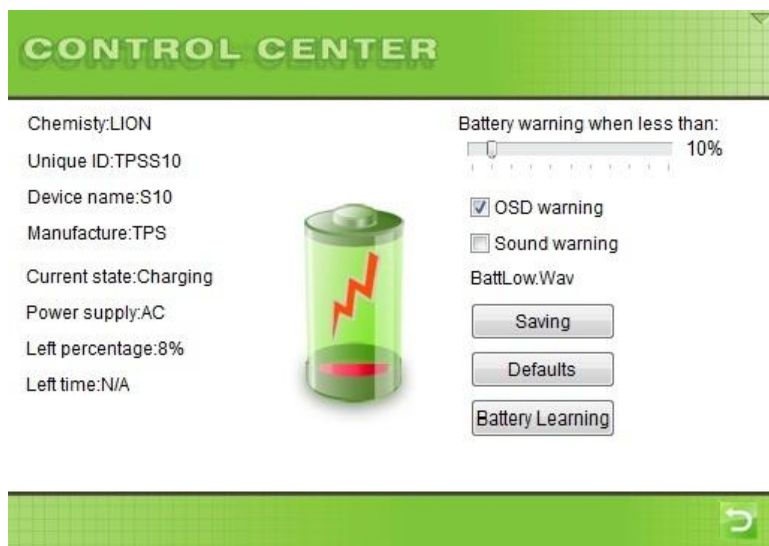 CONTROL CENTER
Chemisty:LION
Unique ID:TPSS10
Device name:S10
Manufacture:TPS
Current state:Charging
Power supply:AC
Left percentage:8%
Left time:N/A
Battery warning when less than:
10%
OSD warning
Sound warning
BattLow.Wav
Saving
Defaults
Battery Learning